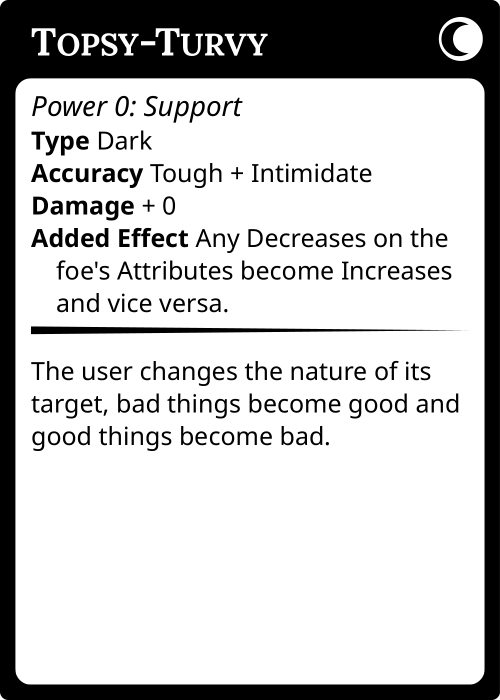 Topsy-Turvy
Power 0: Support
Type Dark
Accuracy Tough + Intimidate
Damage + 0
Added Effect Any Decreases on the
foe's Attributes become Increases
and vice versa.
The user changes the nature of its
target, bad things become good and
good things become bad.